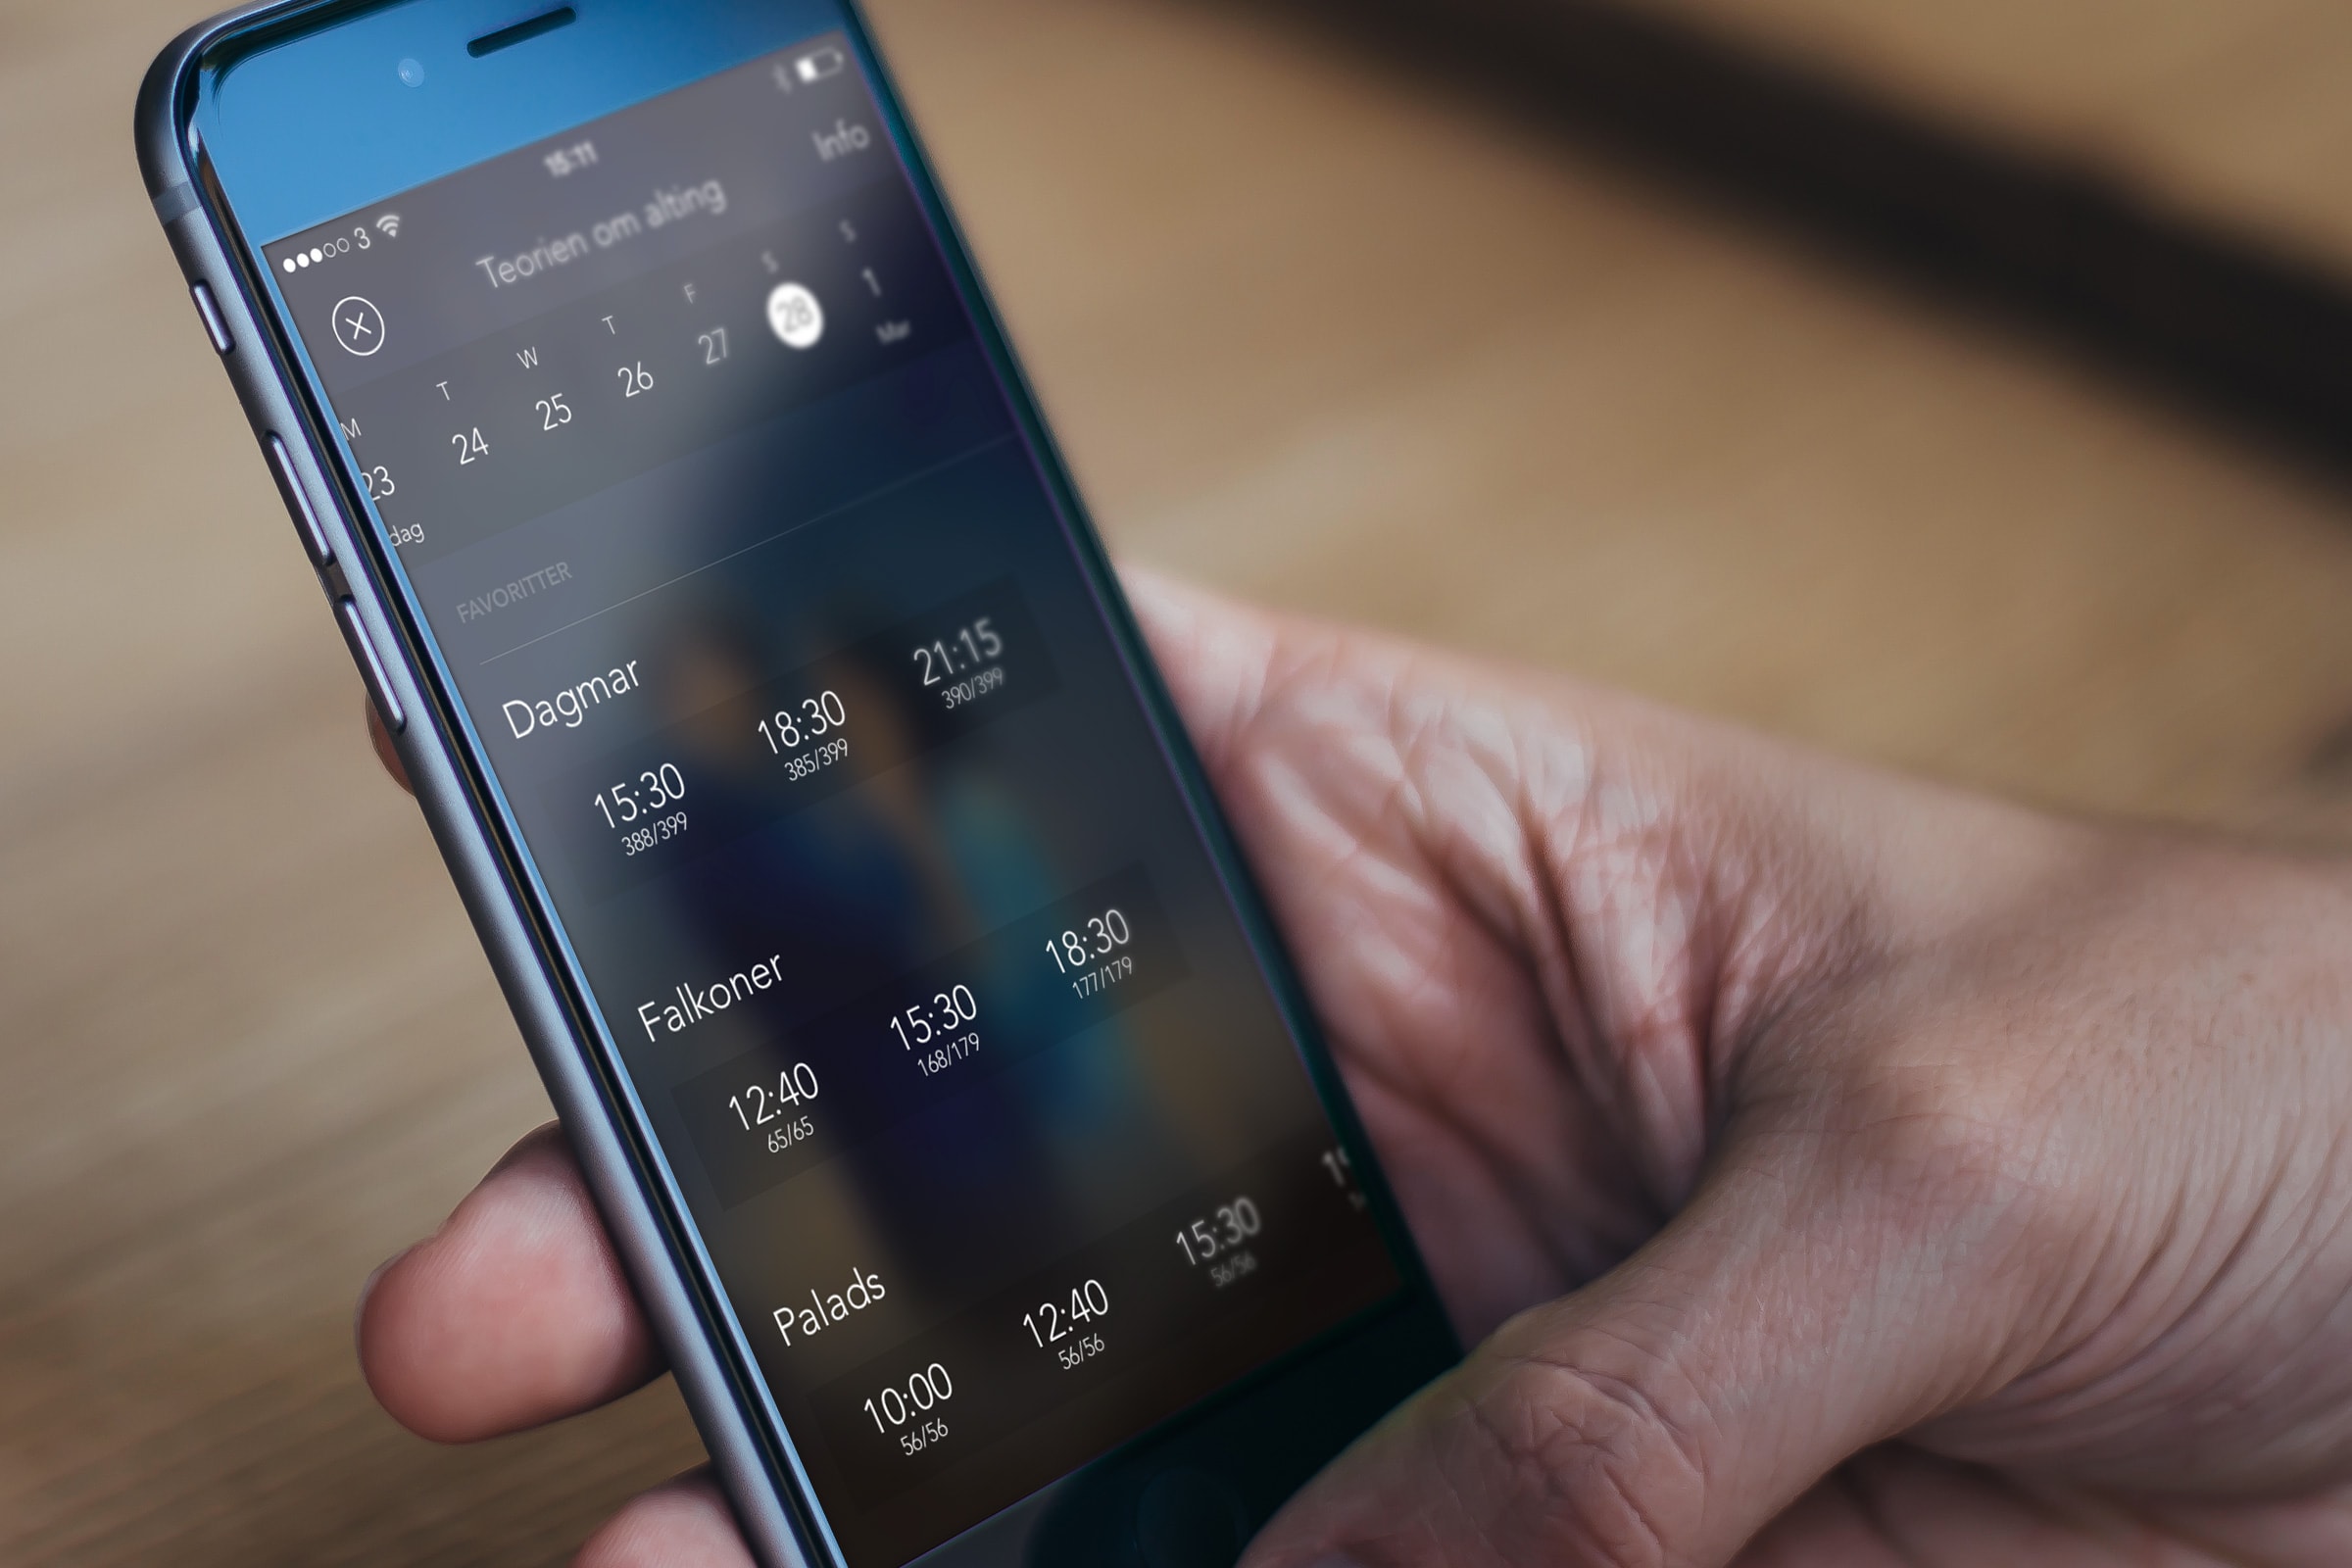 3
15:11
Teorien om alting
Info
M T W T F S S
23 24 25 26 27 28 1
dag
Mar
FAVORITTER
Dagmar
15:30 18:30 21:15
388/399 385/399 390/399
Falkoner
12:40 15:30 18:30
65/65 168/179 177/179
Palads
10:00 12:40 15:30
56/56 56/56 56/56